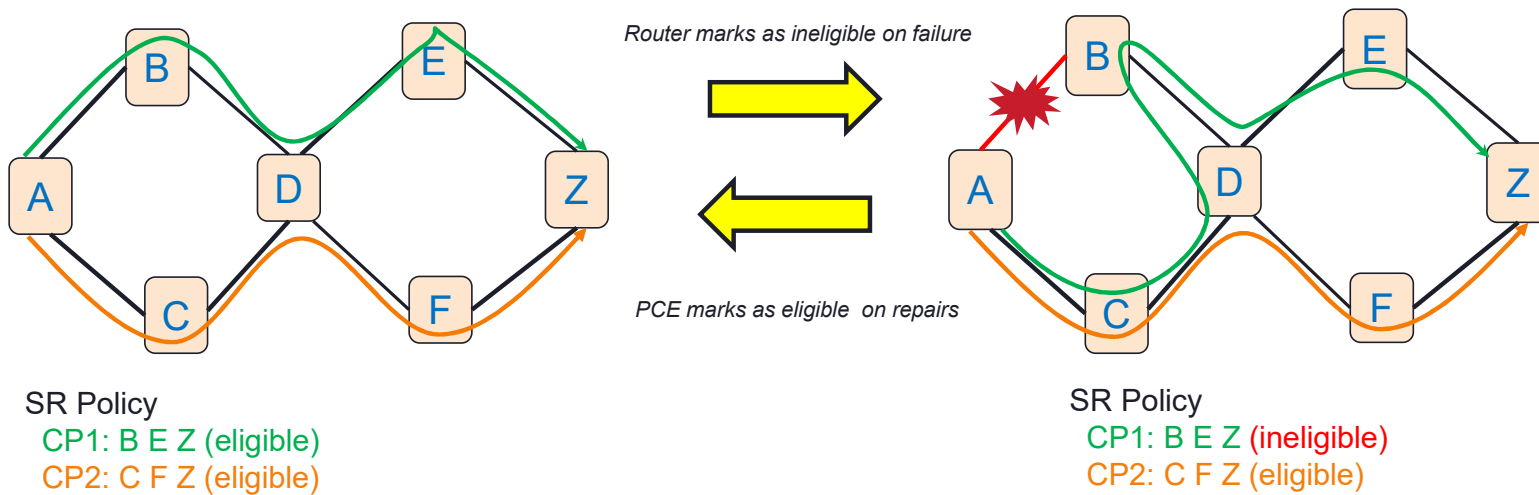 Router marks as ineligible on failure
B
E
A
D
Z
C
F
B
E
A
D
Z
C
F
PCE marks as eligible  on repairs
SR Policy
CP1: B E Z (eligible)
CP2: C F Z (eligible)
SR Policy
CP1: B E Z (ineligible)
CP2: C F Z (eligible)